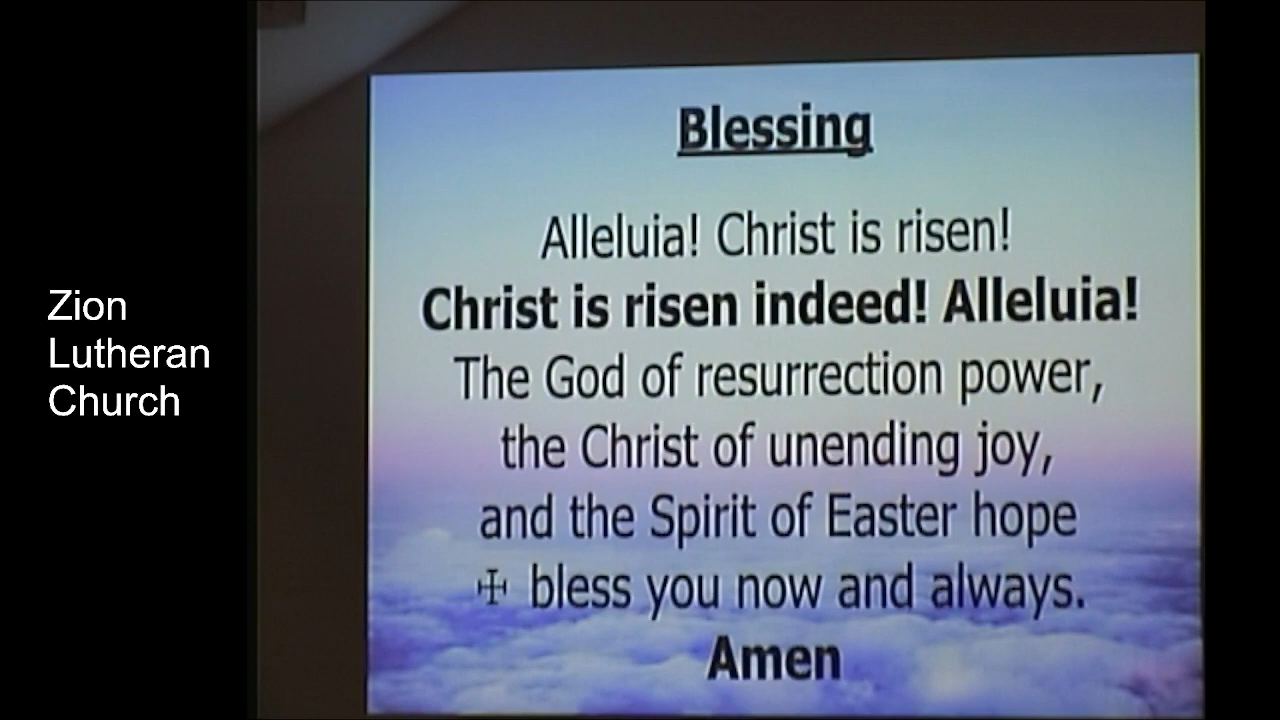 Zion
Lutheran
Church
Blessing
Alleluia! Christ is risen!
Christ is risen indeed! Alleluia!
The God of resurrection power,
the Christ of unending joy,
and the Spirit of Easter hope
☩ bless you now and always.
Amen